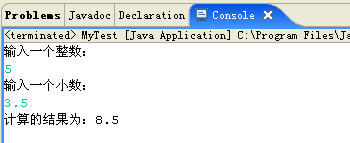 Problems Javadoc Declaration Console
<terminated> MyTest [Java Application] C:\Program Files\Ja
输入一个整数:
5
输入一个小数:
3.5
计算的结果为: 8.5